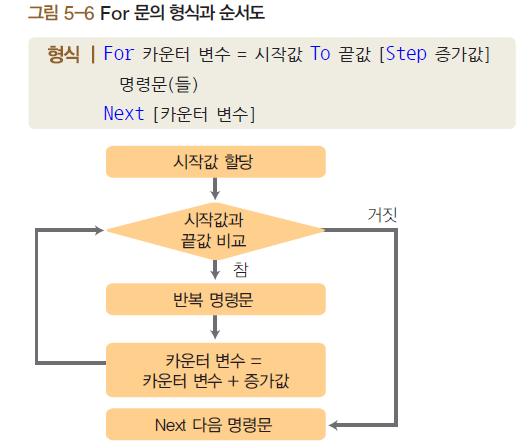 그림 5-6 For 문의 형식과 순서도
형식 | For 카운터 변수 = 시작값 To 끝값 [Step 증가값]
명령문(들)
Next [카운터 변수]
시작값 할당
시작값과
끝값 비교
거짓
참
반복 명령문
카운터 변수 =
카운터 변수 + 증가값
Next 다음 명령문